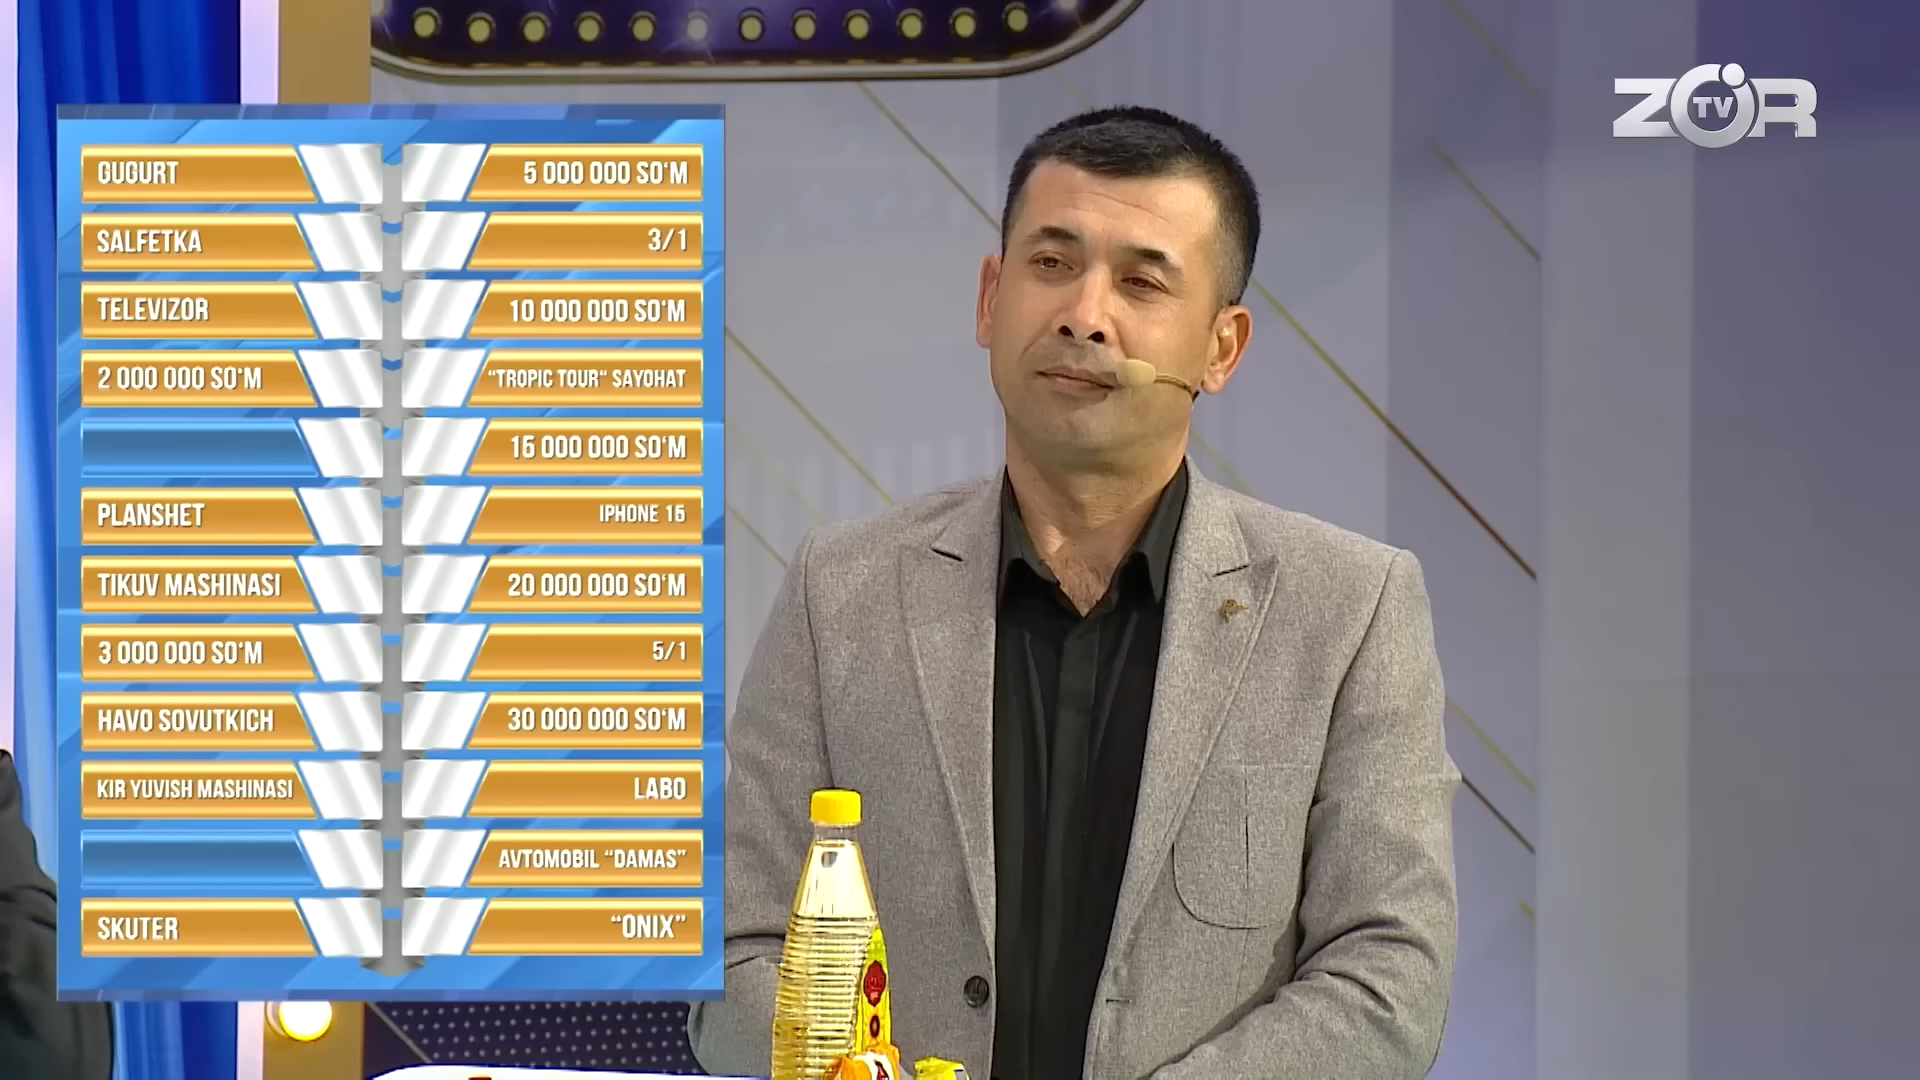 ZOR TV
GUGURT
5 000 000 SO‘M
SALFETKA
3/1
TELEVIZOR
10 000 000 SO‘M
2 000 000 SO‘M
“TROPIC TOUR“ SAYOHAT
15 000 000 SO‘M
PLANSHET
IPHONE 15
TIKUV MASHINASI
20 000 000 SO‘M
3 000 000 SO‘M
5/1
HAVO SOVUTKICH
30 000 000 SO‘M
KIR YUVISH MASHINASI
LABO
AVTOMOBIL “DAMAS”
SKUTER
“ONIX”